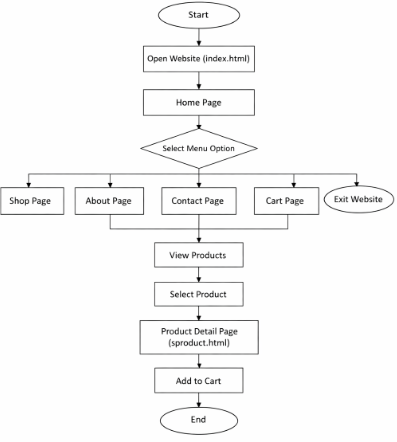 Start
Open Website (index.html)
Home Page
Select Menu Option
Shop Page
About Page
Contact Page
Cart Page
Exit Website
View Products
Select Product
Product Detail Page
(sproduct.html)
Add to Cart
End